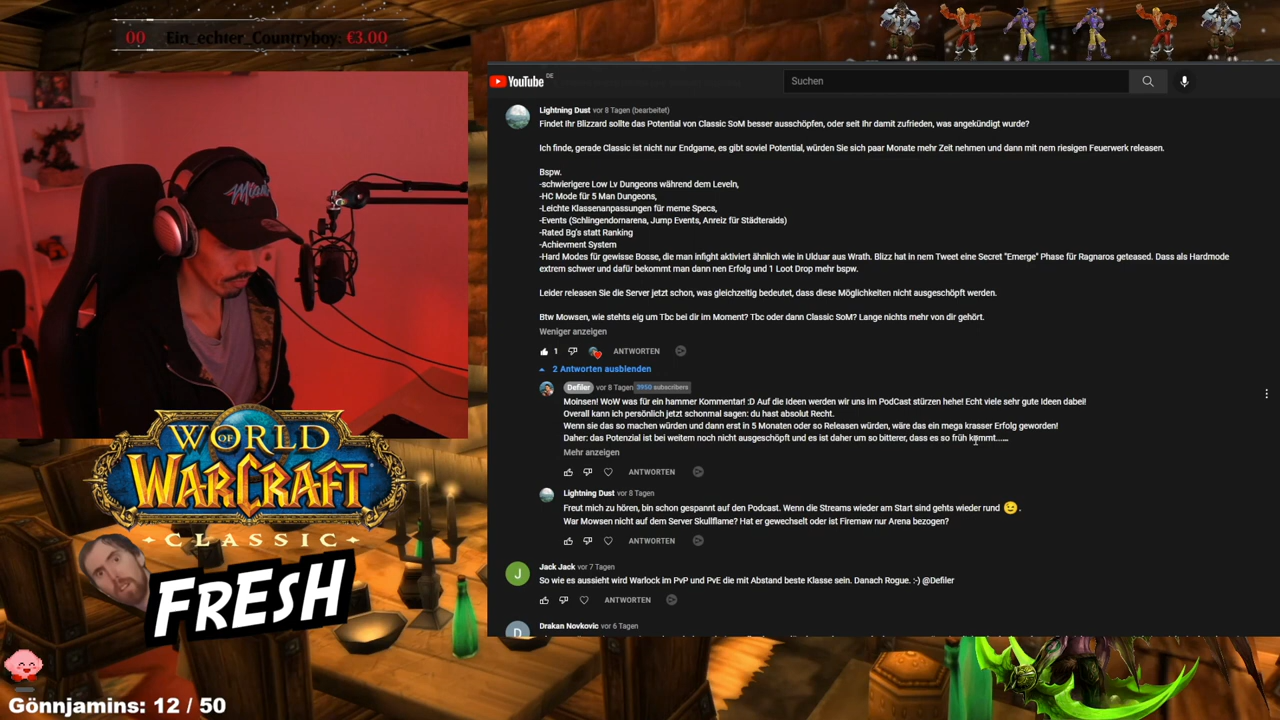 00 Ein_echter_Countryboy: €3.00
YouTube DE
Suchen
Lightning Dust vor 8 Tagen (bearbeitet)
Findet Ihr Blizzard sollte das Potential von Classic SoM besser ausschöpfen, oder seit Ihr damit zufrieden, was angekündigt wurde?
Ich finde, gerade Classic ist nicht nur Endgame, es gibt soviel Potential, würden Sie sich paar Monate mehr Zeit nehmen und dann mit nem riesigen Feuerwerk releasen.
Bspw.
-schwierigere Low Lv Dungeons während dem Leveln,
-HC Mode für 5 Man Dungeons,
-Leichte Klassenanpassungen für meme Specs,
-Events (Schlingendornarena, Jump Events, Anreiz für Städteraids)
-Rated Bg's statt Ranking
-Achievment System
-Hard Modes für gewisse Bosse, die man infight aktiviert ähnlich wie in Ulduar aus Wrath. Blizz hat in nem Tweet eine Secret "Emerge" Phase für Ragnaros geteased. Dass als Hardmode
extrem schwer und dafür bekommt man dann nen Erfolg und 1 Loot Drop mehr bspw.
Leider releasen Sie die Server jetzt schon, was gleichzeitig bedeutet, dass diese Möglichkeiten nicht ausgeschöpft werden.
Btw Mowsen, wie stehts eig um Tbc bei dir im Moment? Tbc oder dann Classic SoM? Lange nichts mehr von dir gehört.
Weniger anzeigen
1 ANTWORTEN
2 Antworten ausblenden
Defiler vor 8 Tagen 3950 subscribers
Moinsen! WoW was für ein hammer Kommentar! :D Auf die Ideen werden wir uns im PodCast stürzen hehe! Echt viele sehr gute Ideen dabei!
Overall kann ich persönlich jetzt schonmal sagen: du hast absolut Recht.
Wenn sie das so machen würden und dann erst in 5 Monaten oder so Releasen würden, wäre das ein mega krasser Erfolg geworden!
Daher: das Potenzial ist bei weitem noch nicht ausgeschöpft und es ist daher um so bitterer, dass es so früh kommt......
Mehr anzeigen
ANTWORTEN
Lightning Dust vor 8 Tagen
Freut mich zu hören, bin schon gespannt auf den Podcast. Wenn die Streams wieder am Start sind gehts wieder rund 😉.
War Mowsen nicht auf dem Server Skullflame? Hat er gewechselt oder ist Firemaw nur Arena bezogen?
ANTWORTEN
J
Jack Jack vor 7 Tagen
So wie es aussieht wird Warlock im PvP und PvE die mit Abstand beste Klasse sein. Danach Rogue. :-) @Defiler
ANTWORTEN
D
Drakan Novkovic vor 6 Tagen
WORLD
OF
WARCRAFT
CLASSIC
FRESH
Gönnjamins: 12 / 50